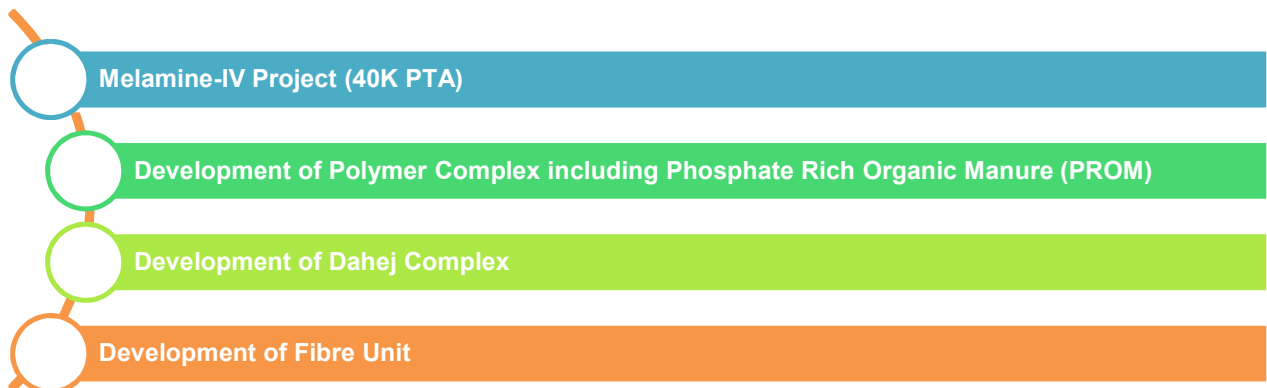 Melamine-IV Project (40K PTA)
Development of Polymer Complex including Phosphate Rich Organic Manure (PROM)
Development of Dahej Complex
Development of Fibre Unit